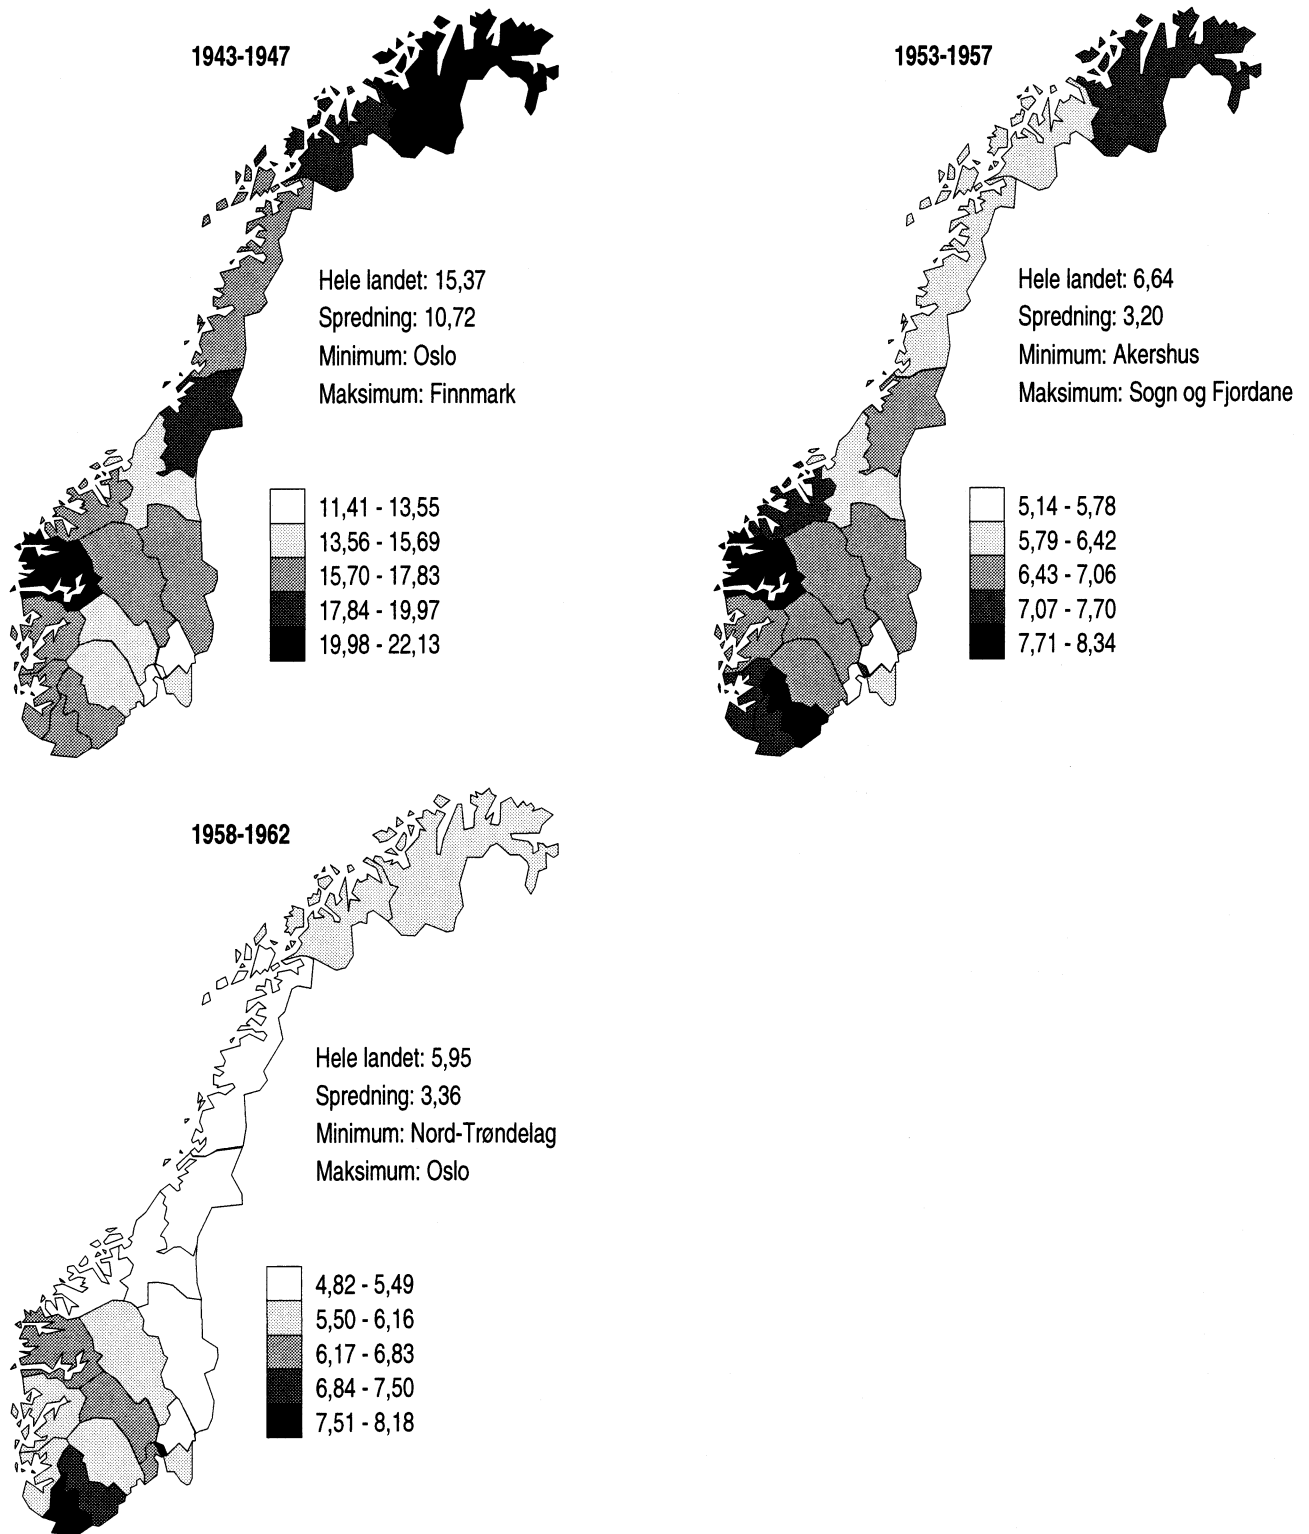 1943-1947
Hele landet: 15,37
Spredning: 10,72
Minimum: Oslo
Maksimum: Finnmark
11,41 - 13,55
13,56 - 15,69
15,70 - 17,83
17,84 - 19,97
19,98 - 22,13
1953-1957
Hele landet: 6,64
Spredning: 3,20
Minimum: Akershus
Maksimum: Sogn og Fjordane
5,14 - 5,78
5,79 - 6,42
6,43 - 7,06
7,07 - 7,70
7,71 - 8,34
1958-1962
Hele landet: 5,95
Spredning: 3,36
Minimum: Nord-Trøndelag
Maksimum: Oslo
4,82 - 5,49
5,50 - 6,16
6,17 - 6,83
6,84 - 7,50
7,51 - 8,18